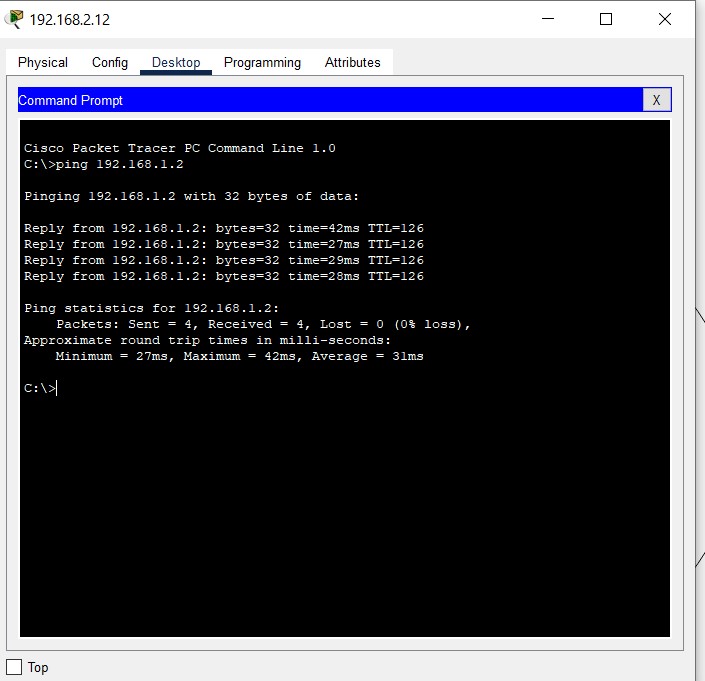 192.168.2.12
Physical Config Desktop Programming Attributes
Command Prompt X
Cisco Packet Tracer PC Command Line 1.0
C:\>ping 192.168.1.2
Pinging 192.168.1.2 with 32 bytes of data:
Reply from 192.168.1.2: bytes=32 time=42ms TTL=126
Reply from 192.168.1.2: bytes=32 time=27ms TTL=126
Reply from 192.168.1.2: bytes=32 time=29ms TTL=126
Reply from 192.168.1.2: bytes=32 time=28ms TTL=126
Ping statistics for 192.168.1.2:
    Packets: Sent = 4, Received = 4, Lost = 0 (0% loss),
Approximate round trip times in milli-seconds:
    Minimum = 27ms, Maximum = 42ms, Average = 31ms
C:\>
Top